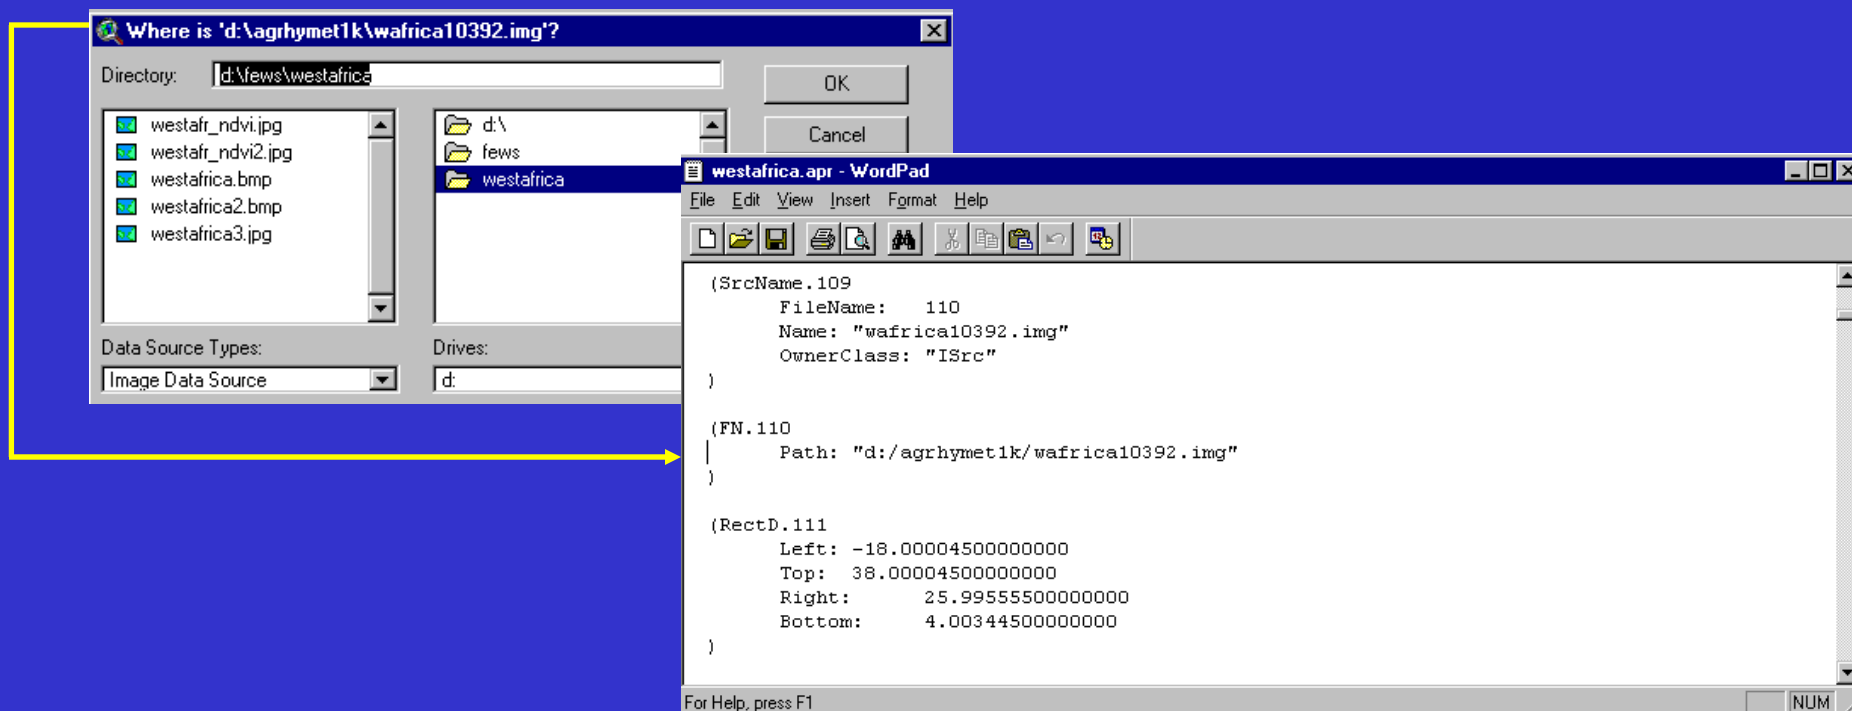 Where is 'd:\agrhymet1k\wafrica10392.img'?
Directory:
d:\fews\westafrica
OK
Cancel
westafr_ndvi.jpg
westafr_ndvi2.jpg
westafrica.bmp
westafrica2.bmp
westafrica3.jpg
d:\
fews
westafrica
Data Source Types:
Image Data Source
Drives:
d:
westafrica.apr - WordPad
File Edit View Insert Format Help
(SrcName.109
FileName: 110
Name: "wafrica10392.img"
OwnerClass: "ISrc"
)
(FN.110
Path: "d:/agrhymet1k/wafrica10392.img"
)
(RectD.111
Left: -18.00004500000000
Top: 38.00004500000000
Right: 25.99555500000000
Bottom: 4.00344500000000
)
For Help, press F1
NUM